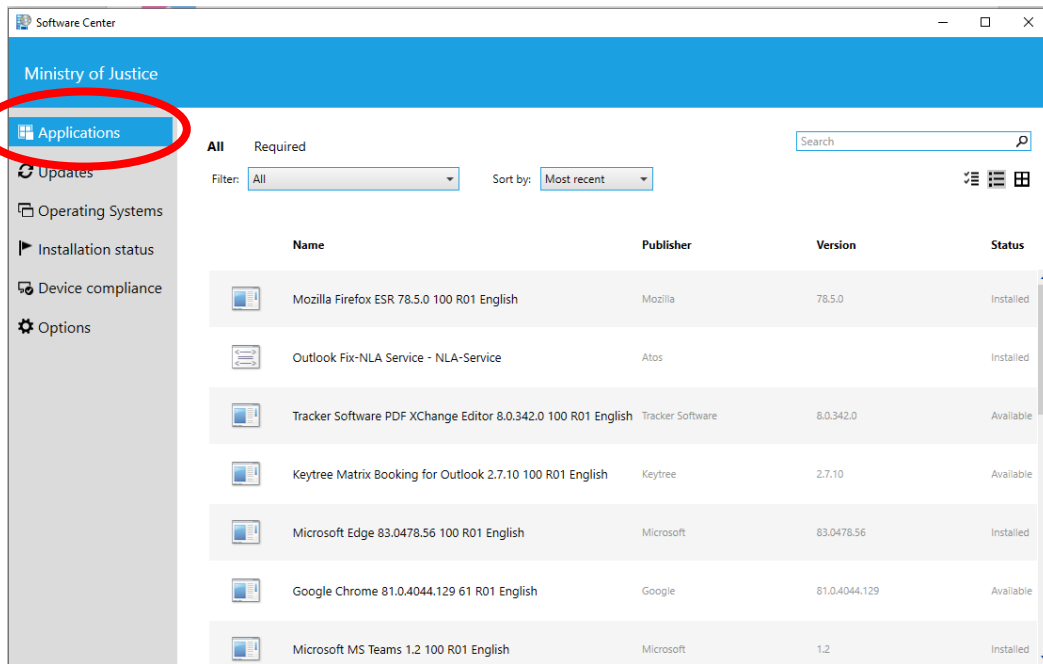 Software Center
Ministry of Justice
Applications
Updates
Operating Systems
Installation status
Device compliance
Options
All Required
Search
Filter: All Sort by: Most recent
Name Publisher Version Status
Mozilla Firefox ESR 78.5.0 100 R01 English Mozilla 78.5.0 Installed
Outlook Fix-NLA Service - NLA-Service Atos Installed
Tracker Software PDF XChange Editor 8.0.342.0 100 R01 English Tracker Software 8.0.342.0 Available
Keytree Matrix Booking for Outlook 2.7.10 100 R01 English Keytree 2.7.10 Available
Microsoft Edge 83.0478.56 100 R01 English Microsoft 83.0478.56 Installed
Google Chrome 81.0.4044.129 61 R01 English Google 81.0.4044.129 Available
Microsoft MS Teams 1.2 100 R01 English Microsoft 1.2 Installed